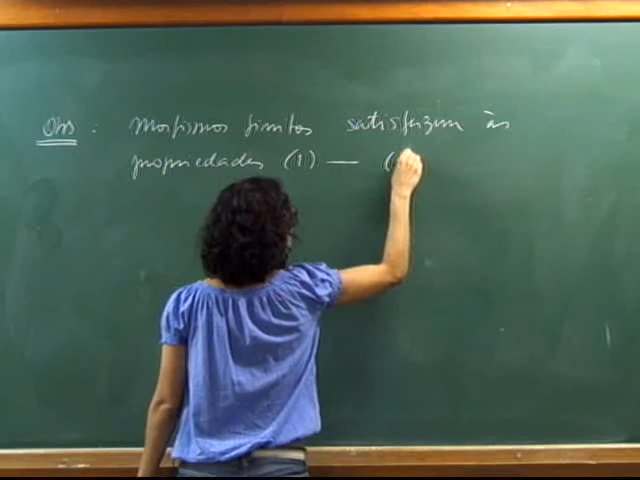 Obs: Morfismos finitos satisfazem às
propriedades (1) — (